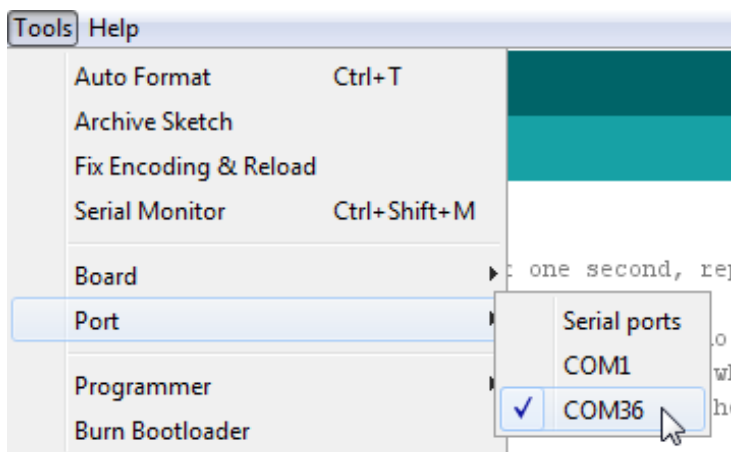 Tools Help
Auto Format Ctrl+T
Archive Sketch
Fix Encoding & Reload
Serial Monitor Ctrl+Shift+M
Board
one second, rep
Port
Serial ports
COM1
COM36
Programmer
Burn Bootloader